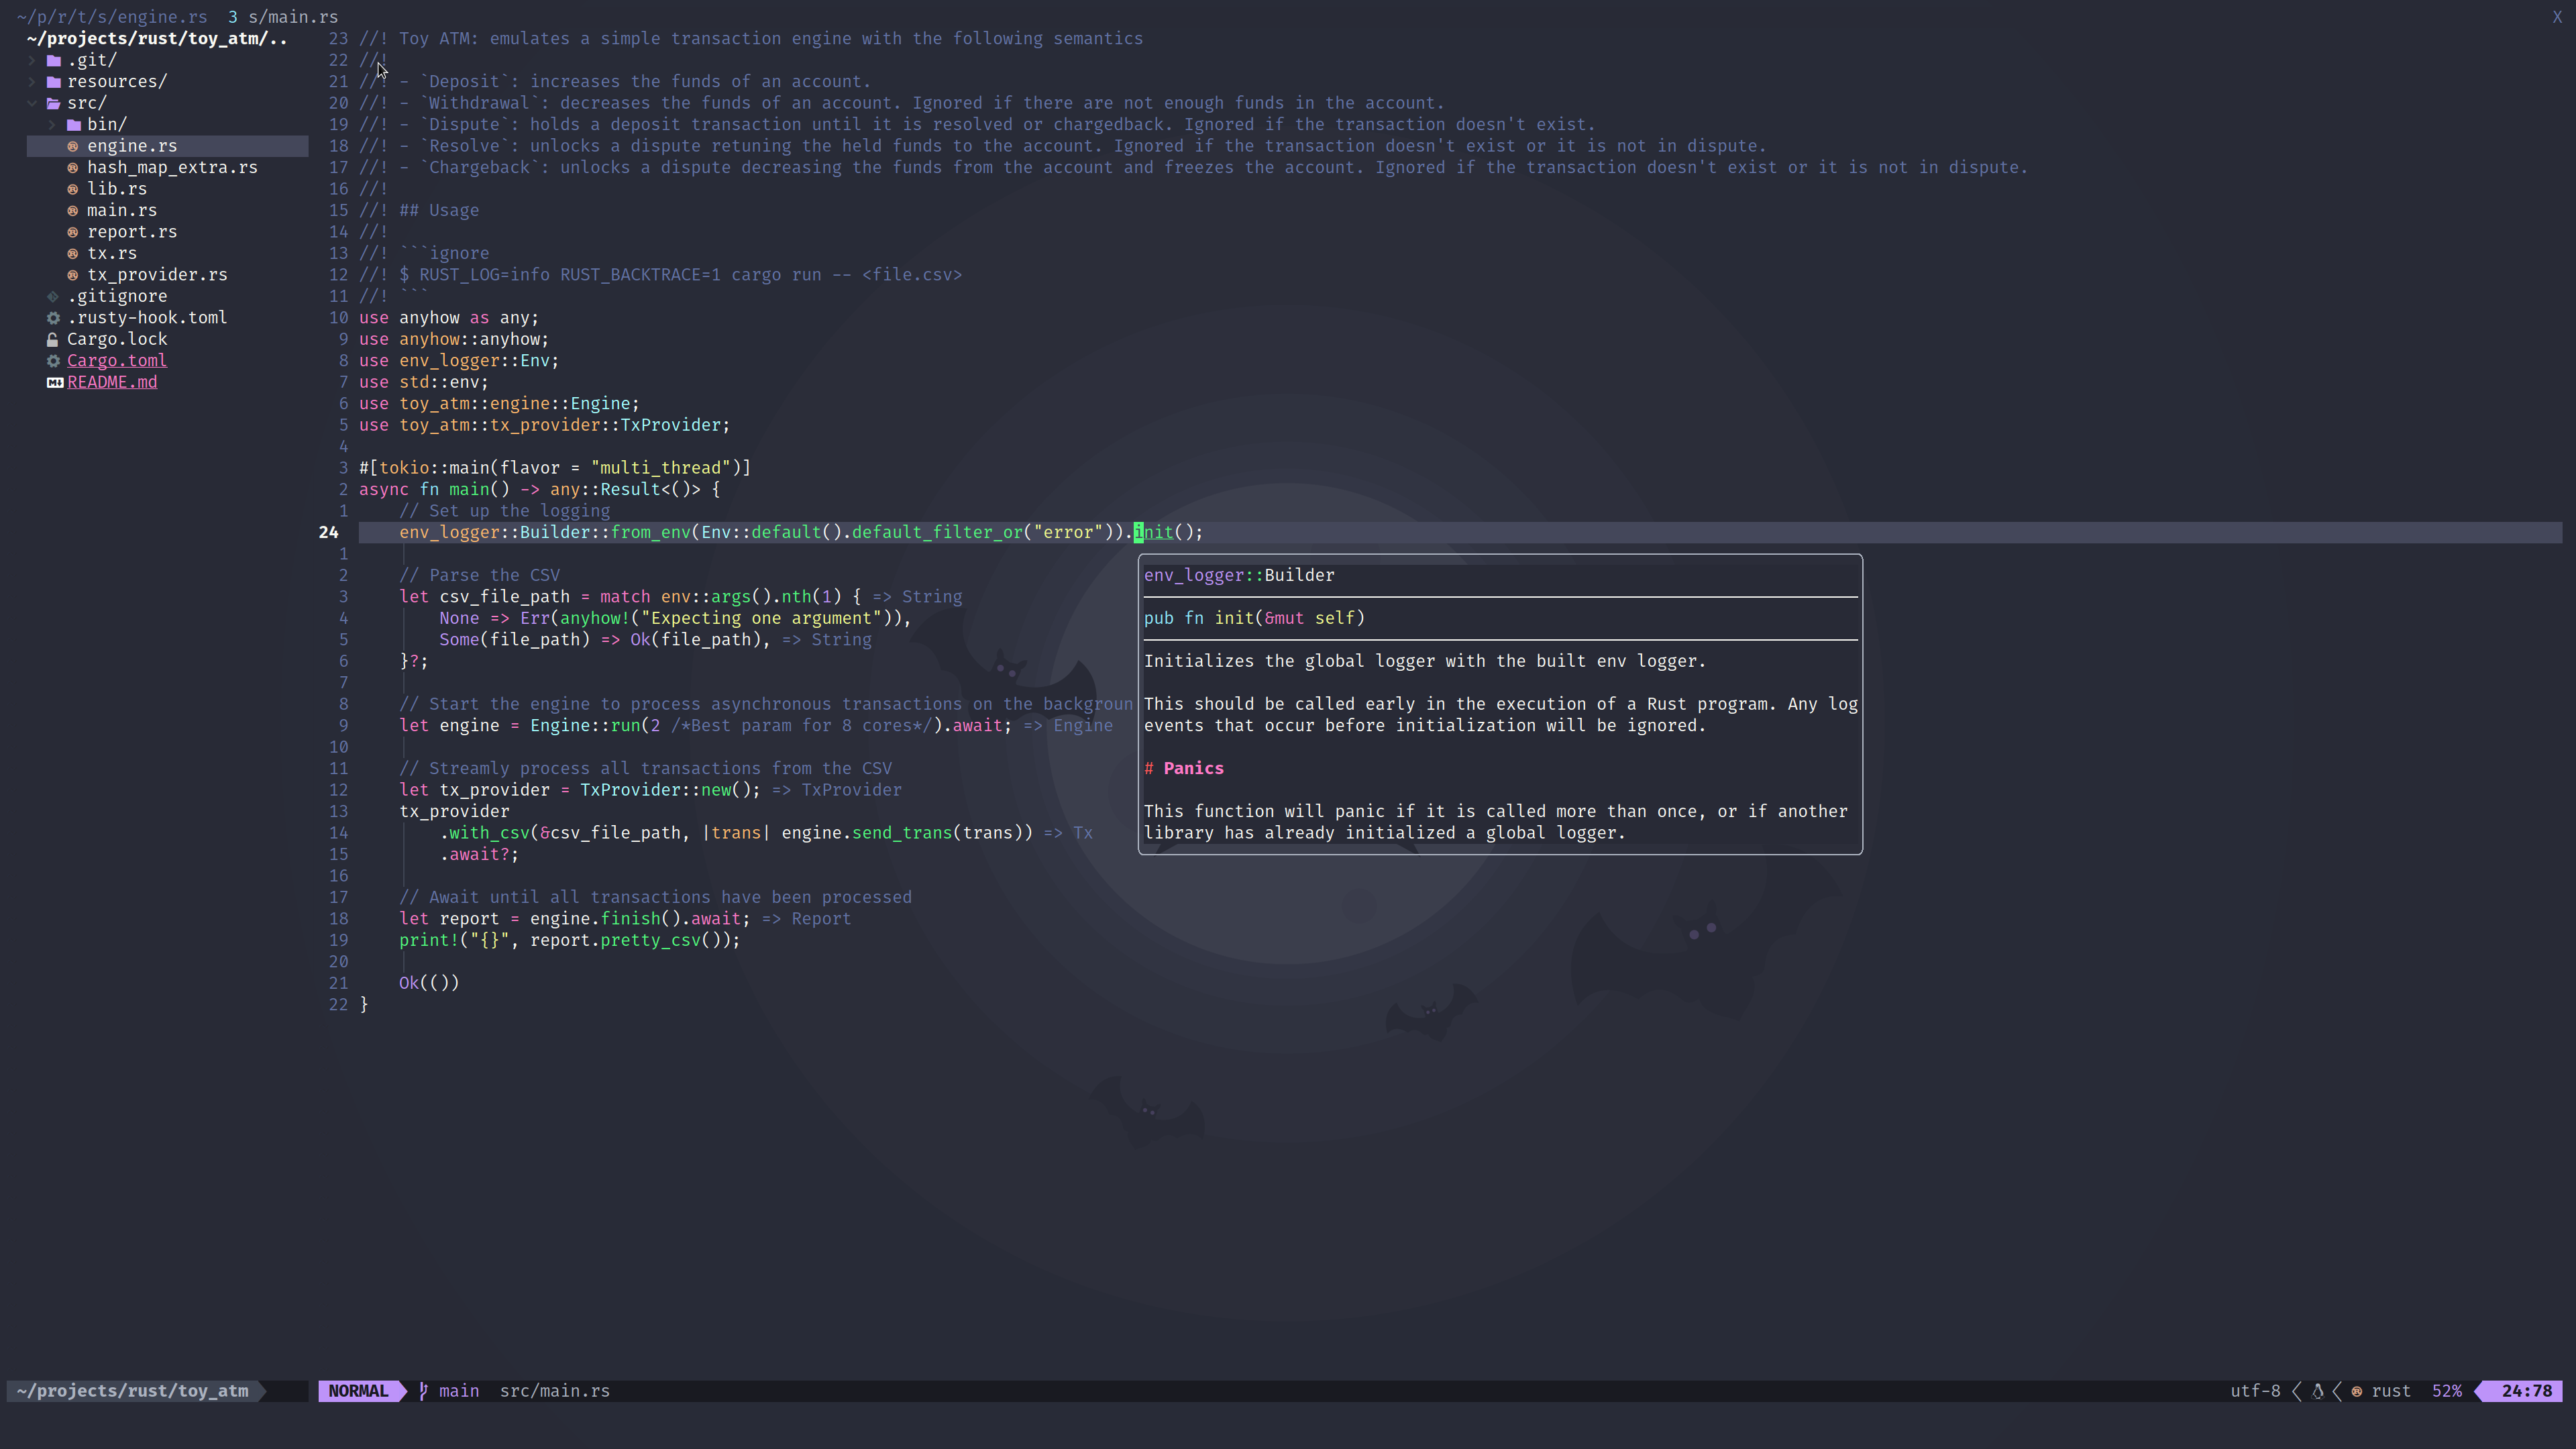 ~/p/r/t/s/engine.rs  3 s/main.rs X
~/projects/rust/toy_atm/..
.git/
resources/
src/
bin/
engine.rs
hash_map_extra.rs
lib.rs
main.rs
report.rs
tx.rs
tx_provider.rs
.gitignore
.rusty-hook.toml
Cargo.lock
Cargo.toml
README.md
23 //! Toy ATM: emulates a simple transaction engine with the following semantics
22 //!
21 //! - `Deposit`: increases the funds of an account.
20 //! - `Withdrawal`: decreases the funds of an account. Ignored if there are not enough funds in the account.
19 //! - `Dispute`: holds a deposit transaction until it is resolved or chargedback. Ignored if the transaction doesn't exist.
18 //! - `Resolve`: unlocks a dispute retuning the held funds to the account. Ignored if the transaction doesn't exist or it is not in dispute.
17 //! - `Chargeback`: unlocks a dispute decreasing the funds from the account and freezes the account. Ignored if the transaction doesn't exist or it is not in dispute.
16 //!
15 //! ## Usage
14 //!
13 //! ```ignore
12 //! $ RUST_LOG=info RUST_BACKTRACE=1 cargo run -- <file.csv>
11 //! ```
10 use anyhow as any;
9 use anyhow::anyhow;
8 use env_logger::Env;
7 use std::env;
6 use toy_atm::engine::Engine;
5 use toy_atm::tx_provider::TxProvider;
4
3 #[tokio::main(flavor = "multi_thread")]
2 async fn main() -> any::Result<()> {
1     // Set up the logging
24     env_logger::Builder::from_env(Env::default().default_filter_or("error")).init();
1
2     // Parse the CSV
3     let csv_file_path = match env::args().nth(1) { => String
4         None => Err(anyhow!("Expecting one argument")),
5         Some(file_path) => Ok(file_path), => String
6     }?;
7
8     // Start the engine to process asynchronous transactions on the backgroun
9     let engine = Engine::run(2 /*Best param for 8 cores*/).await; => Engine
10
11     // Streamly process all transactions from the CSV
12     let tx_provider = TxProvider::new(); => TxProvider
13     tx_provider
14         .with_csv(&csv_file_path, |trans| engine.send_trans(trans)) => Tx
15         .await?;
16
17     // Await until all transactions have been processed
18     let report = engine.finish().await; => Report
19     print!("{}", report.pretty_csv());
20
21     Ok(())
22 }
env_logger::Builder
pub fn init(&mut self)
Initializes the global logger with the built env logger.
This should be called early in the execution of a Rust program. Any log
events that occur before initialization will be ignored.
# Panics
This function will panic if it is called more than once, or if another
library has already initialized a global logger.
~/projects/rust/toy_atm NORMAL main src/main.rs utf-8 rust 52% 24:78